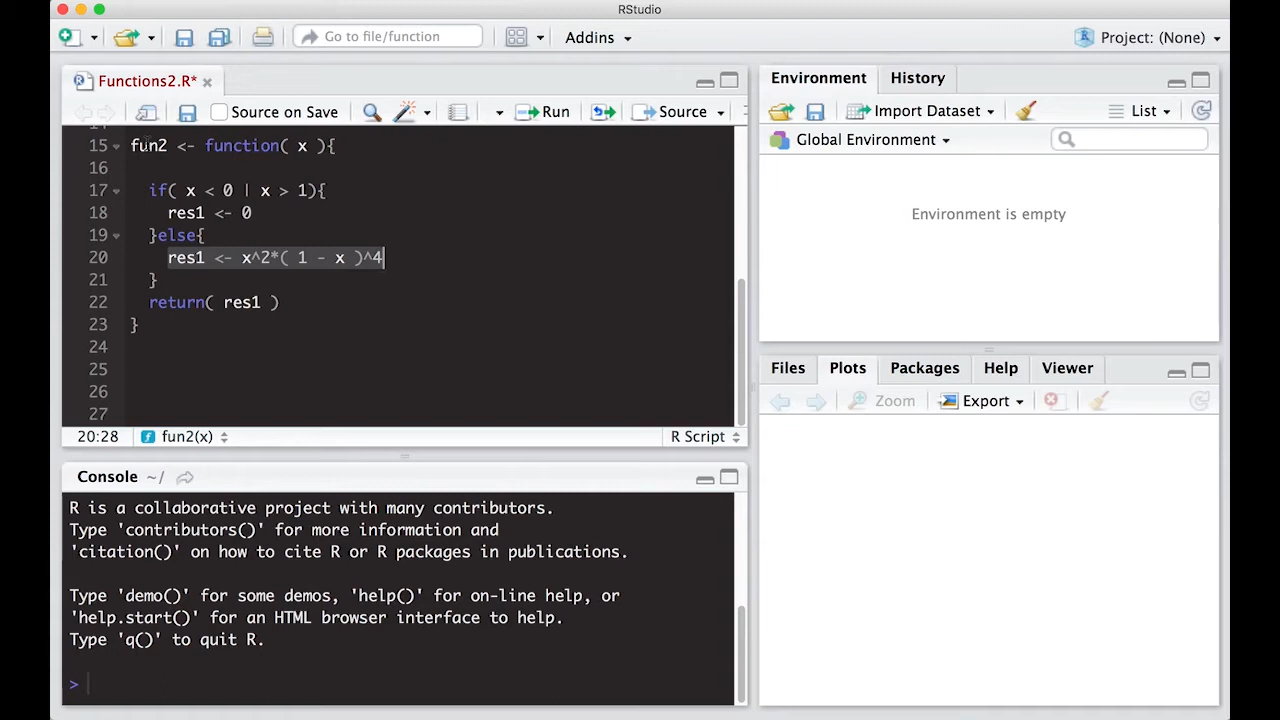 RStudio
Go to file/function
Addins
Project: (None)
Functions2.R*
Source on Save
Run
Source
14
15 fun2 <- function( x ){
16
17 if( x < 0 | x > 1){
18 res1 <- 0
19 }else{
20 res1 <- x^2*( 1 - x )^4
21 }
22 return( res1 )
23 }
24
25
26
27
20:28 fun2(x) R Script
Console ~/
R is a collaborative project with many contributors.
Type 'contributors()' for more information and
'citation()' on how to cite R or R packages in publications.
Type 'demo()' for some demos, 'help()' for on-line help, or
'help.start()' for an HTML browser interface to help.
Type 'q()' to quit R.
>
Environment History
Import Dataset List
Global Environment
Environment is empty
Files Plots Packages Help Viewer
Zoom Export